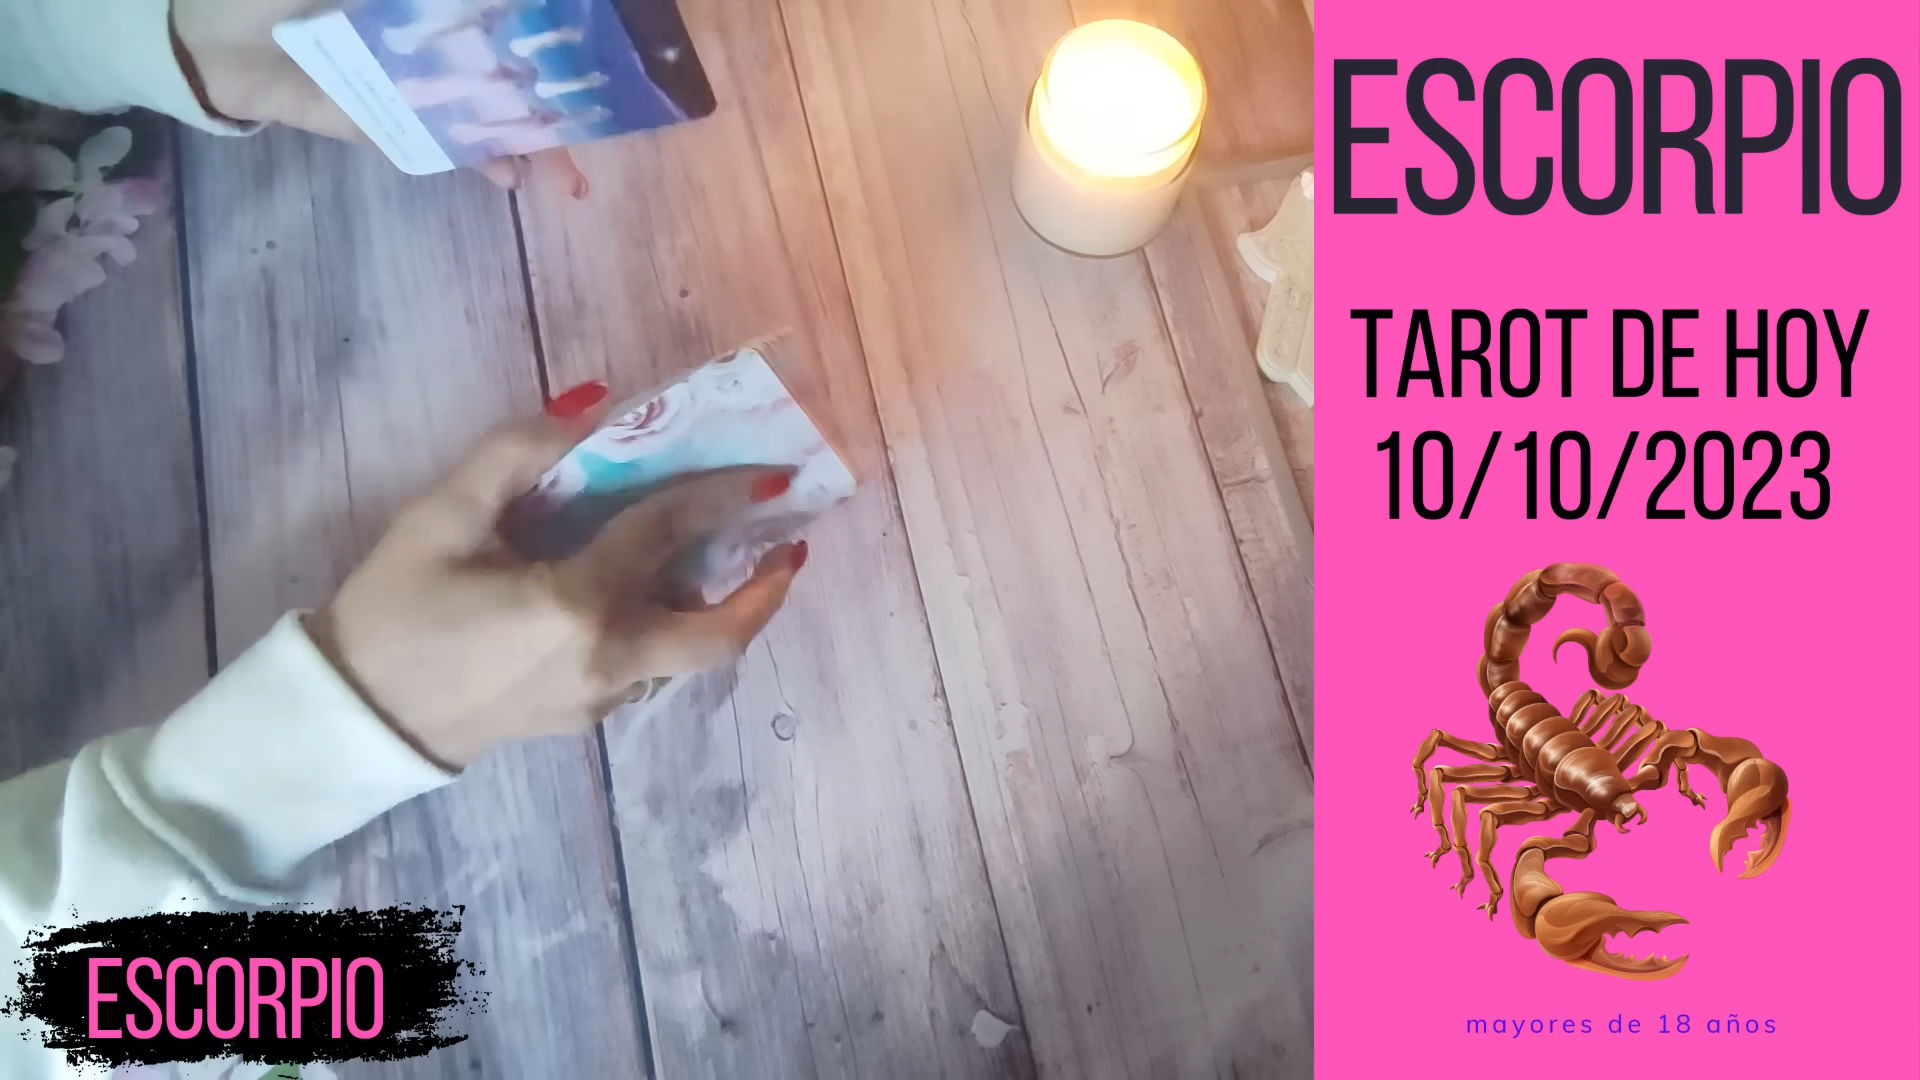 ESCORPIO
TAROT DE HOY
10/10/2023
mayores de 18 años
ESCORPIO